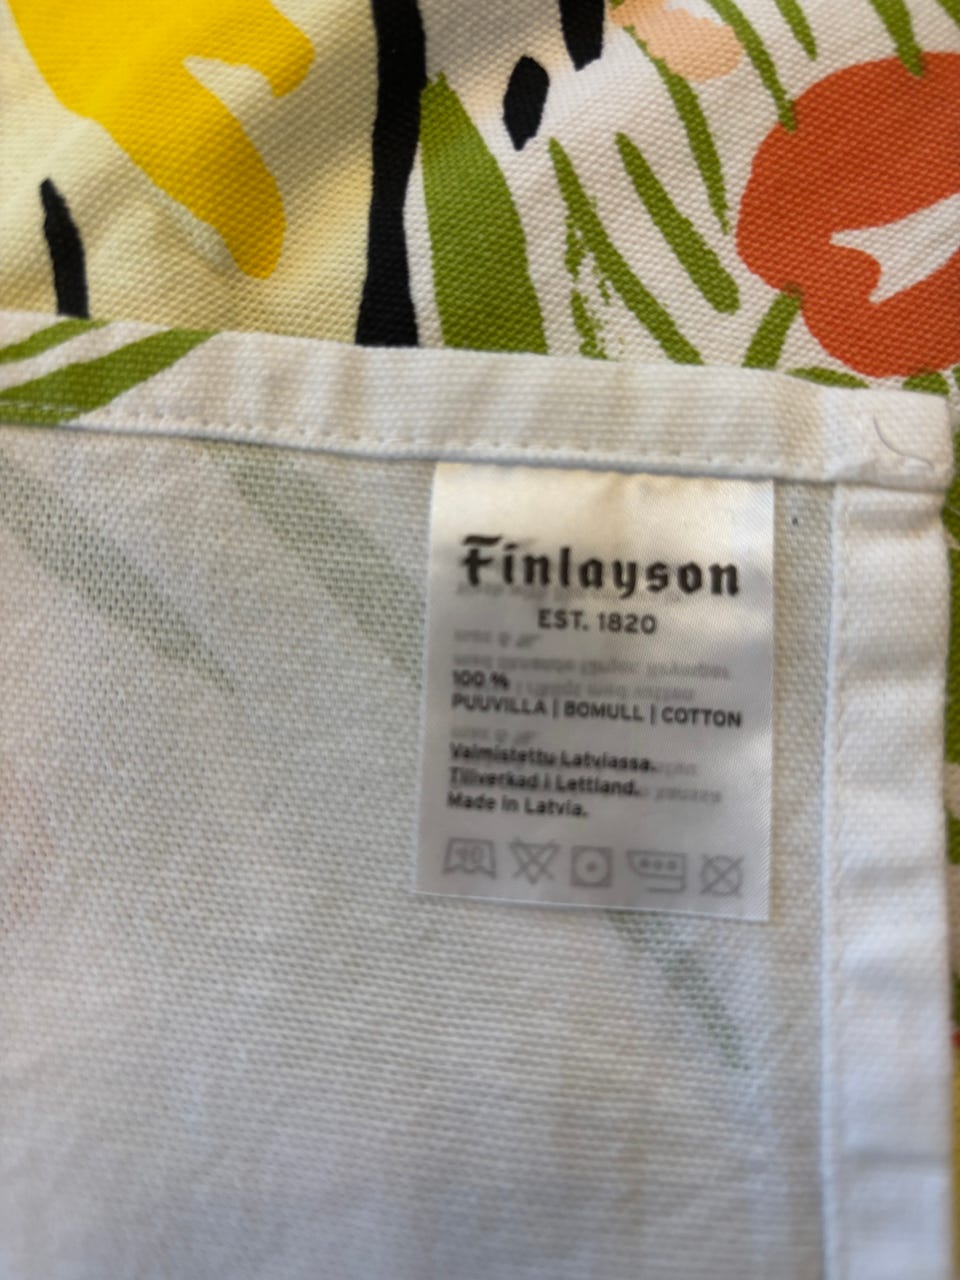 Finlayson
EST. 1820
100 %
PUUVILLA | BOMULL | COTTON
Valmistettu Latviassa.
Tillverkad i Lettland.
Made in Latvia.